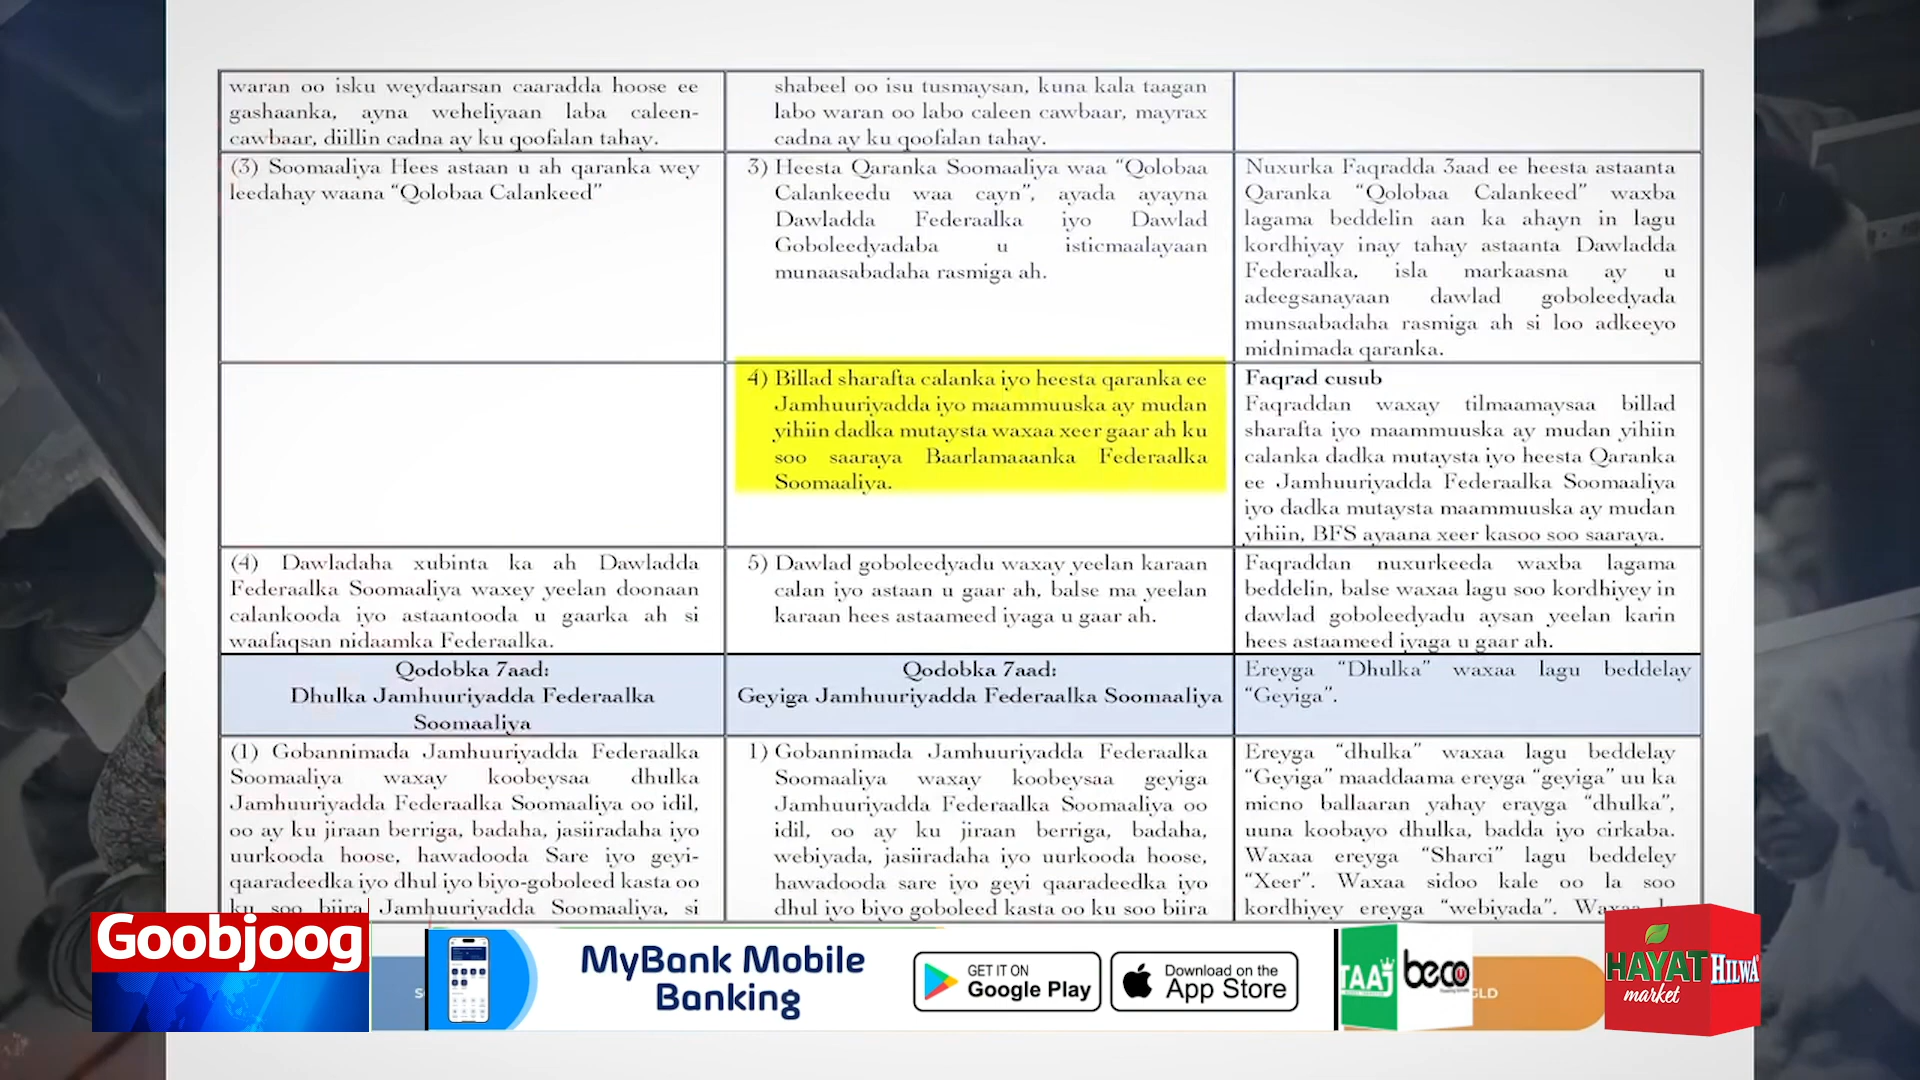 waran oo isku weydaarsan caaradda hoose ee
gashaanka, ayna weheliyaan laba caleen-
cawbaar, diillin cadna ay ku qoofalan tahay.
shabeel oo isu tusmaysan, kuna kala taagan
labo waran oo labo caleen cawbaar, mayrax
cadna ay ku qoofalan tahay.
(3) Soomaaliya Hees astaan u ah qaranka wey
leedahay waana “Qolobaa Calankeed”
3) Heesta Qaranka Soomaaliya waa “Qolobaa
Calankeedu waa cayn”, ayada ayayna
Dawladda Federaalka iyo Dawlad
Goboleedyadaba u isticmaalayaan
munaasabadaha rasmiga ah.
Nuxurka Faqradda 3aad ee heesta astaanta
Qaranka “Qolobaa Calankeed” waxba
lagama beddelin aan ka ahayn in lagu
kordhiyay inay tahay astaanta Dawladda
Federaalka, isla markaasna ay u
adeegsanayaan dawlad goboleedyada
munsaabadaha rasmiga ah si loo adkeeyo
midnimada qaranka.
4) Billad sharafta calanka iyo heesta qaranka ee
Jamhuuriyadda iyo maammuuska ay mudan
yihiin dadka mutaysta waxaa xeer gaar ah ku
soo saaraya Baarlamaaanka Federaalka
Soomaaliya.
Faqrad cusub
Faqraddan waxay tilmaamaysaa billad
sharafta iyo maammuuska ay mudan yihiin
calanka dadka mutaysta iyo heesta Qaranka
ee Jamhuuriyadda Federaalka Soomaaliya
iyo dadka mutaysta maammuuska ay mudan
yihiin, BFS ayaana xeer kasoo soo saaraya.
(4) Dawladaha xubinta ka ah Dawladda
Federaalka Soomaaliya waxey yeelan doonaan
calankooda iyo astaantooda u gaarka ah si
waafaqsan nidaamka Federaalka.
5) Dawlad goboleedyadu waxay yeelan karaan
calan iyo astaan u gaar ah, balse ma yeelan
karaan hees astaameed iyaga u gaar ah.
Faqraddan nuxurkeeda waxba lagama
beddelin, balse waxaa lagu soo kordhiyey in
dawlad goboleedyadu aysan yeelan karin
hees astaameed iyaga u gaar ah.
Qodobka 7aad:
Dhulka Jamhuuriyadda Federaalka
Soomaaliya
Qodobka 7aad:
Geyiga Jamhuuriyadda Federaalka Soomaaliya
Ereyga “Dhulka” waxaa lagu beddelay
“Geyiga”.
(1) Gobannimada Jamhuuriyadda Federaalka
Soomaaliya waxay koobeysaa dhulka
Jamhuuriyadda Federaalka Soomaaliya oo idil,
oo ay ku jiraan berriga, badaha, jasiiradaha iyo
uurkooda hoose, hawadooda Sare iyo geyi-
qaaradeedka iyo dhul iyo biyo-goboleed kasta oo
ku soo biira Jamhuuriyadda Soomaaliya, si
1) Gobannimada Jamhuuriyadda Federaalka
Soomaaliya waxay koobeysaa geyiga
Jamhuuriyadda Federaalka Soomaaliya oo
idil, oo ay ku jiraan berriga, badaha,
webiyada, jasiiradaha iyo uurkooda hoose,
hawadooda sare iyo geyi qaaradeedka iyo
dhul iyo biyo goboleed kasta oo ku soo biira
Ereyga “dhulka” waxaa lagu beddelay
“Geyiga” maaddaama ereyga “geyiga” uu ka
micno ballaaran yahay erayga “dhulka”,
uuna koobayo dhulka, badda iyo cirkaba.
Waxaa ereyga “Sharci” lagu beddeley
“Xeer”. Waxaa sidoo kale oo la soo
kordhiyey ereyga “webiyada”.
Goobjoog
MyBank Mobile
Banking
GET IT ON
Google Play
Download on the
App Store
TAAJ
beco
GLD
HAYAT
market
HILWA